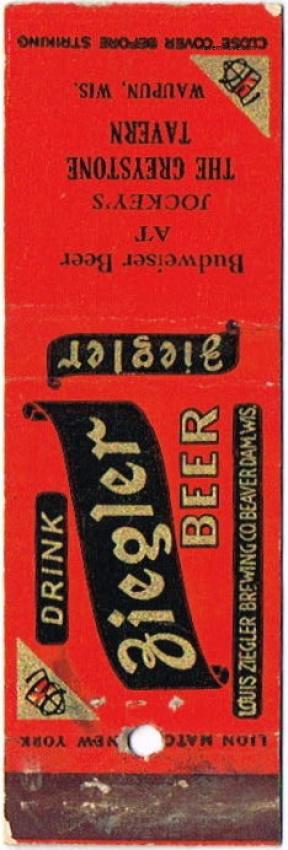 CLOSE COVER BEFORE STRIKING
Budweiser Beer
AT
JOCKEY'S
THE GREYSTONE
TAVERN
WAUPUN, WIS.
Ziegler
DRINK
Ziegler
BEER
LOUIS ZIEGLER BREWING CO. BEAVER DAM, WIS.
LION MATCH NEW YORK